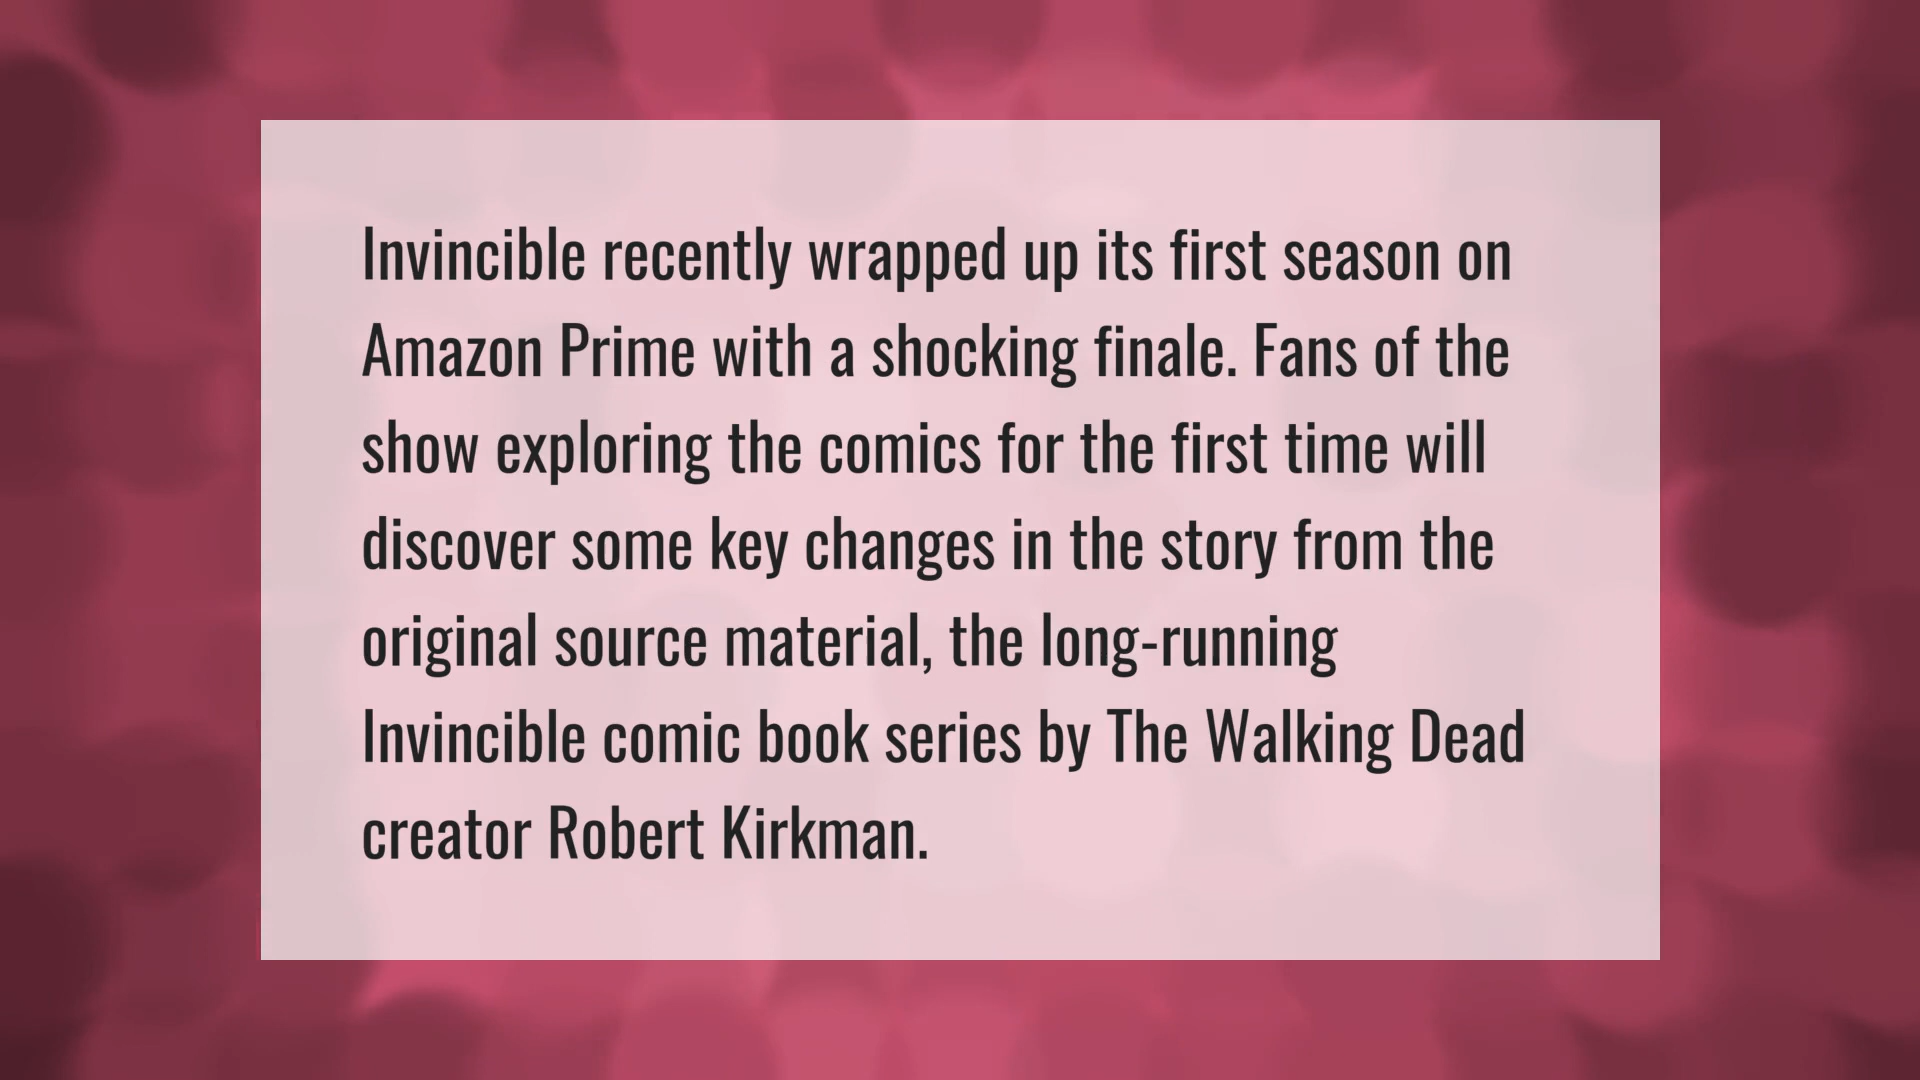 Invincible recently wrapped up its first season on
Amazon Prime with a shocking finale. Fans of the
show exploring the comics for the first time will
discover some key changes in the story from the
original source material, the long-running
Invincible comic book series by The Walking Dead
creator Robert Kirkman.